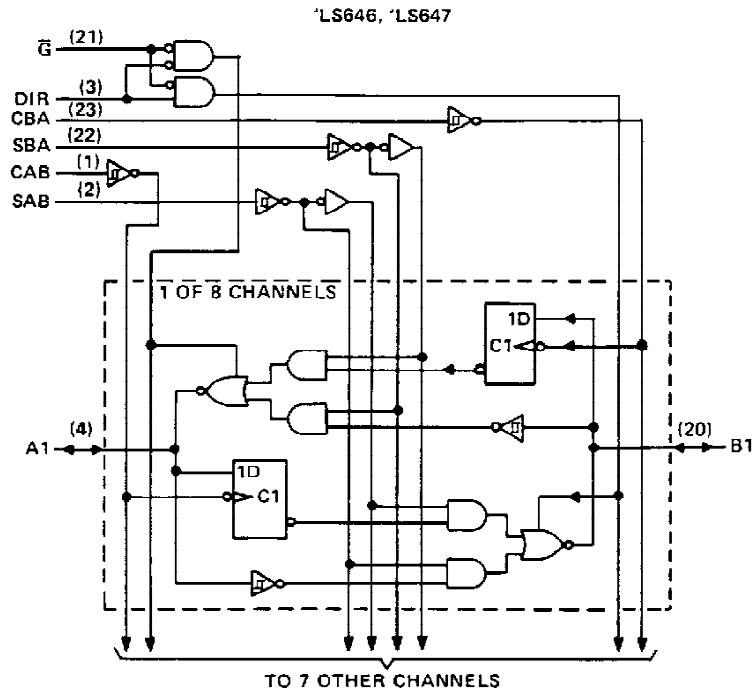 'LS646, 'LS647
G̅ (21)
DIR (3)
CBA (23)
SBA (22)
CAB (1)
SAB (2)
1 OF 8 CHANNELS
1D
C1
A1 (4)
(20) B1
1D
C1
TO 7 OTHER CHANNELS